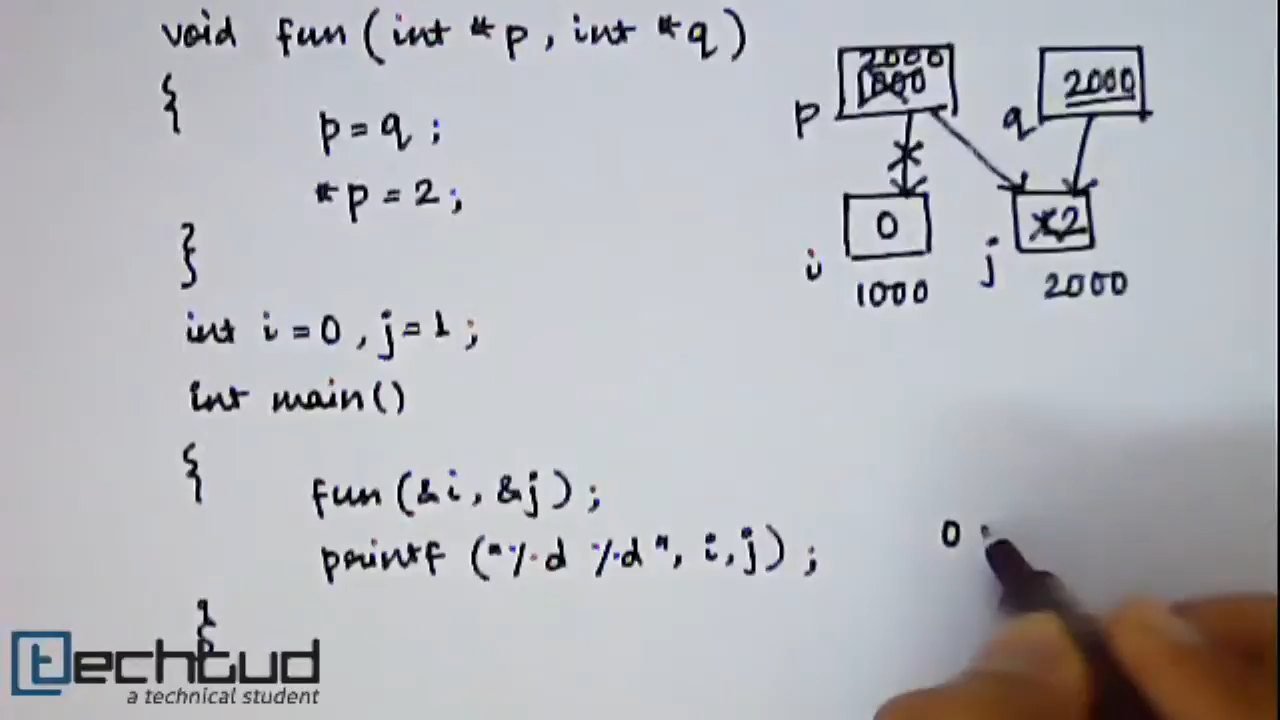 void fun (int *p, int *q)
{
p = q ;
*p = 2 ;
}
int i = 0 , j = 1 ;
int main()
{
fun (&i, &j) ;
printf ("%d %d", i,j) ;
}
2000
1000
p
2000
q
0
i
1000
2
j
2000
0
techtud
a technical student